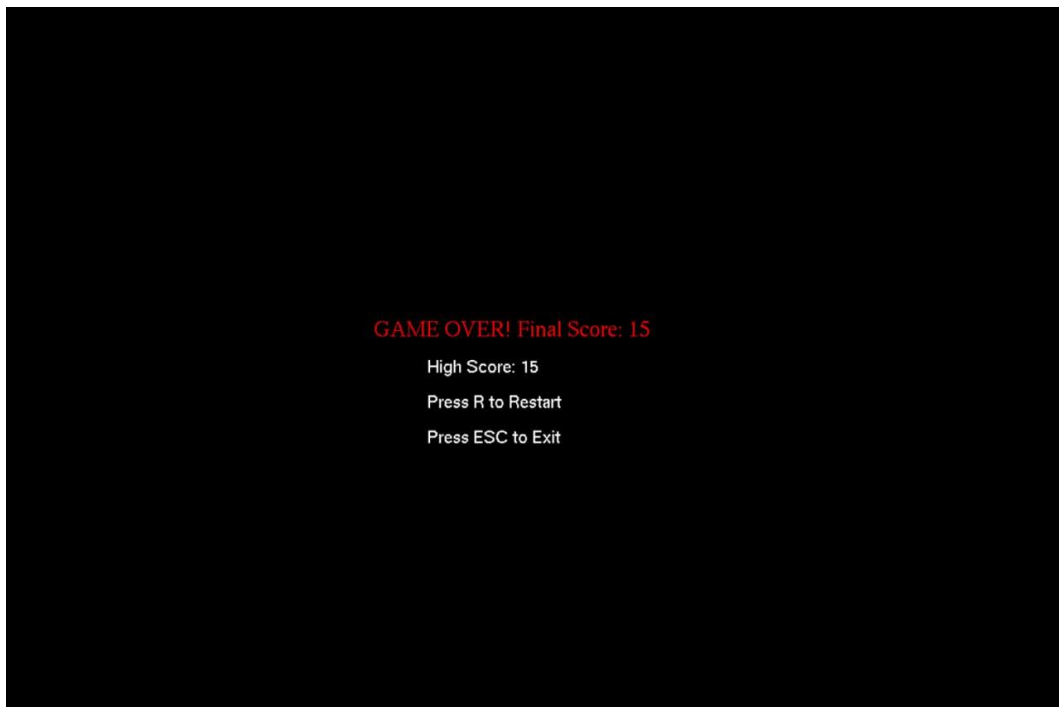 GAME OVER! Final Score: 15
High Score: 15
Press R to Restart
Press ESC to Exit